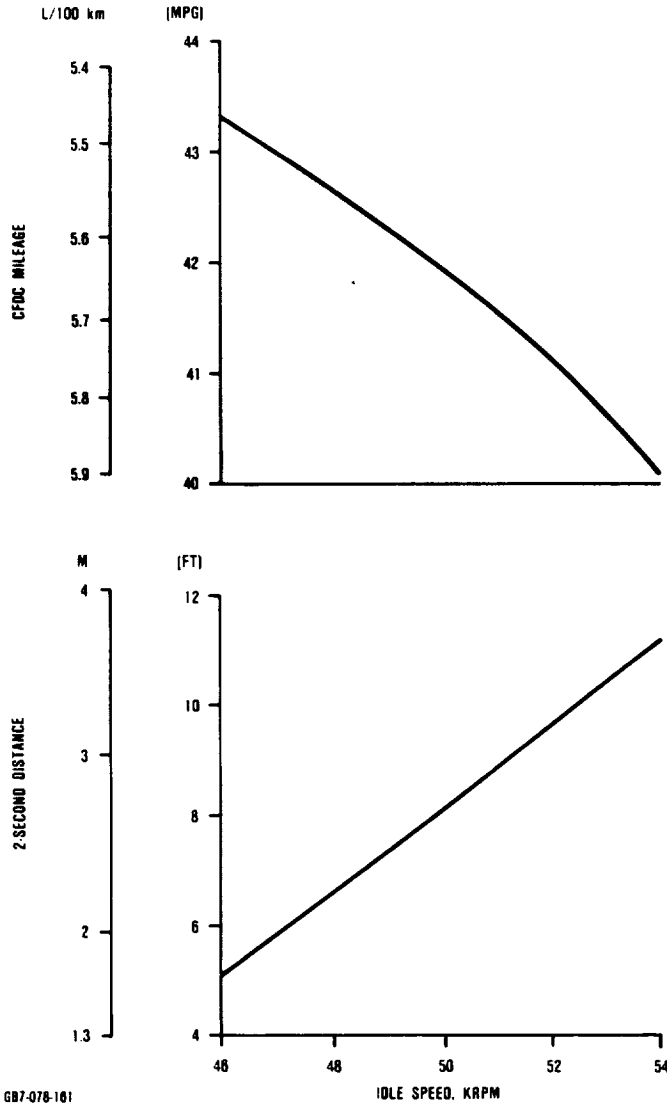 L/100 km [MPG]
44
5.4
43
5.5
5.6
42
5.7
41
5.8
5.9
40
CFDC MILEAGE
M [FT]
4
12
10
3
8
2
6
1.3
4
2-SECOND DISTANCE
46 48 50 52 54
IDLE SPEED, KRPM
GB7-078-161